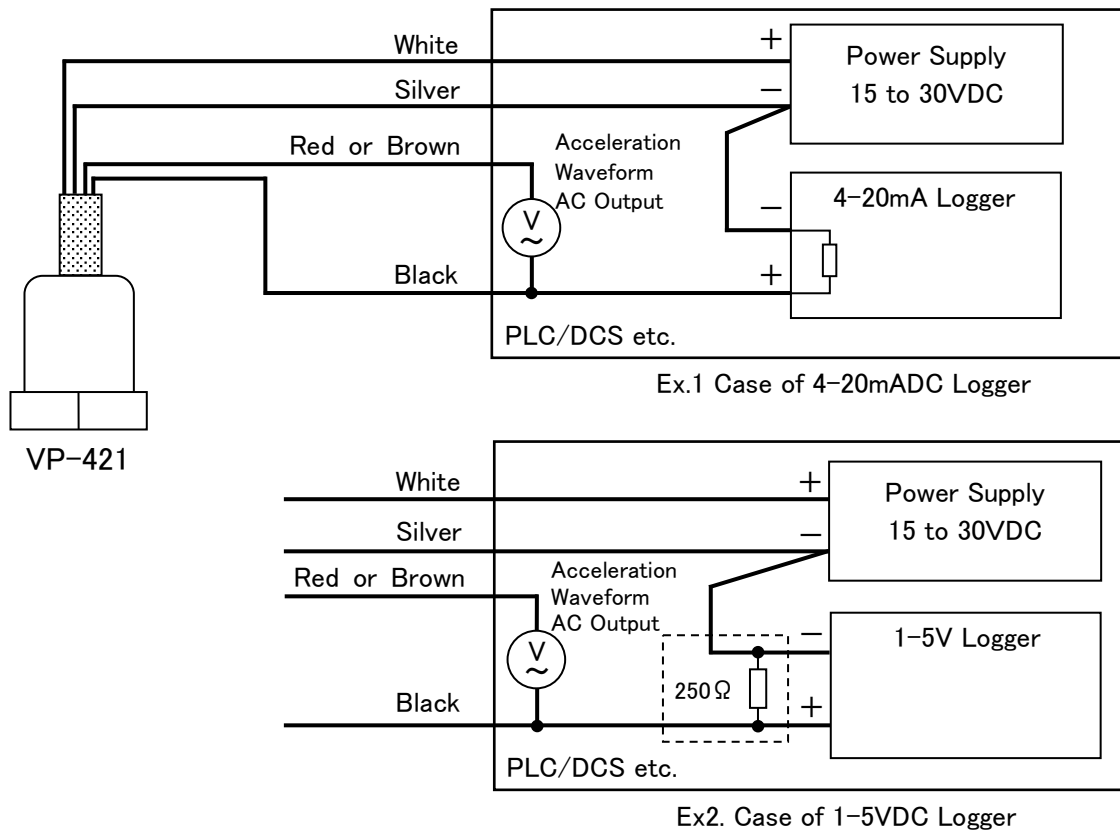 White
+
Power Supply
15 to 30VDC
Silver
−
Red or Brown
Acceleration
Waveform
AC Output
V
~
4-20mA Logger
−
Black
+
PLC/DCS etc.
Ex.1 Case of 4-20mADC Logger
VP-421
White
+
Power Supply
15 to 30VDC
Silver
−
Red or Brown
Acceleration
Waveform
AC Output
V
~
1-5V Logger
−
250Ω
Black
+
PLC/DCS etc.
Ex2. Case of 1-5VDC Logger